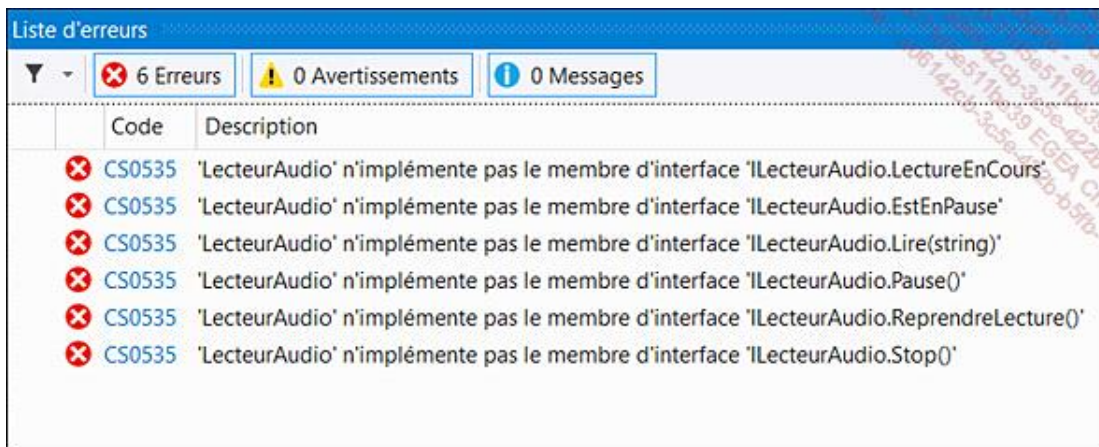 Liste d'erreurs
6 Erreurs 0 Avertissements 0 Messages
Code Description
CS0535 'LecteurAudio' n'implémente pas le membre d'interface 'ILecteurAudio.LectureEnCours'
CS0535 'LecteurAudio' n'implémente pas le membre d'interface 'ILecteurAudio.EstEnPause'
CS0535 'LecteurAudio' n'implémente pas le membre d'interface 'ILecteurAudio.Lire(string)'
CS0535 'LecteurAudio' n'implémente pas le membre d'interface 'ILecteurAudio.Pause()'
CS0535 'LecteurAudio' n'implémente pas le membre d'interface 'ILecteurAudio.ReprendreLecture()'
CS0535 'LecteurAudio' n'implémente pas le membre d'interface 'ILecteurAudio.Stop()'